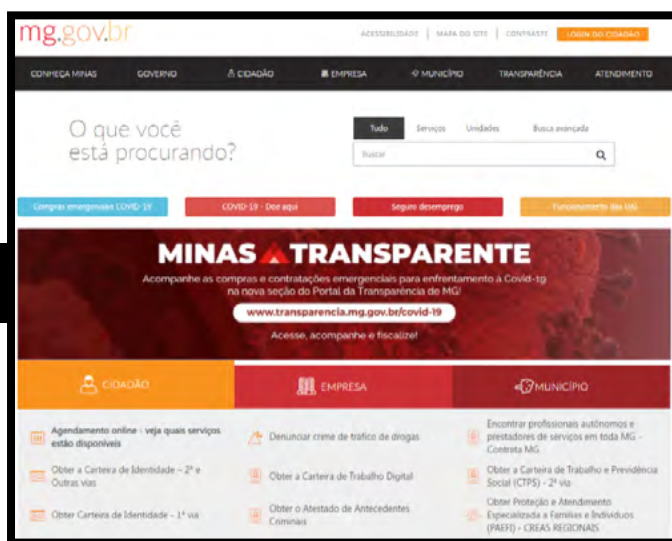 mg.gov.br
ACESSIBILIDADE | MAPA DO SITE | CONTRASTE LOGIN DO CIDADÃO
CONHEÇA MINAS GOVERNO CIDADÃO EMPRESA MUNICÍPIO TRANSPARÊNCIA ATENDIMENTO
O que você
está procurando?
Tudo Serviços Unidades Busca avançada
Buscar
Compras emergenciais COVID-19 COVID-19 - Doe aqui Seguro desemprego Funcionamento das UAI
MINAS TRANSPARENTE
Acompanhe as compras e contratações emergenciais para enfrentamento à Covid-19
na nova seção do Portal da Transparência de MG!
www.transparencia.mg.gov.br/covid-19
Acesse, acompanhe e fiscalize!
CIDADÃO EMPRESA MUNICÍPIO
Agendamento online - veja quais serviços
estão disponíveis
Denunciar crime de tráfico de drogas
Encontrar profissionais autônomos e
prestadores de serviços em toda MG -
Contrata MG
Obter a Carteira de Identidade – 2ª e
Outras vias
Obter a Carteira de Trabalho Digital
Obter a Carteira de Trabalho e Previdência
Social (CTPS) - 2ª via
Obter Carteira de Identidade - 1ª via
Obter o Atestado de Antecedentes
Criminais
Obter Proteção e Atendimento
Especializada a Famílias e Indivíduos
(PAEFI) - CREAS REGIONAIS